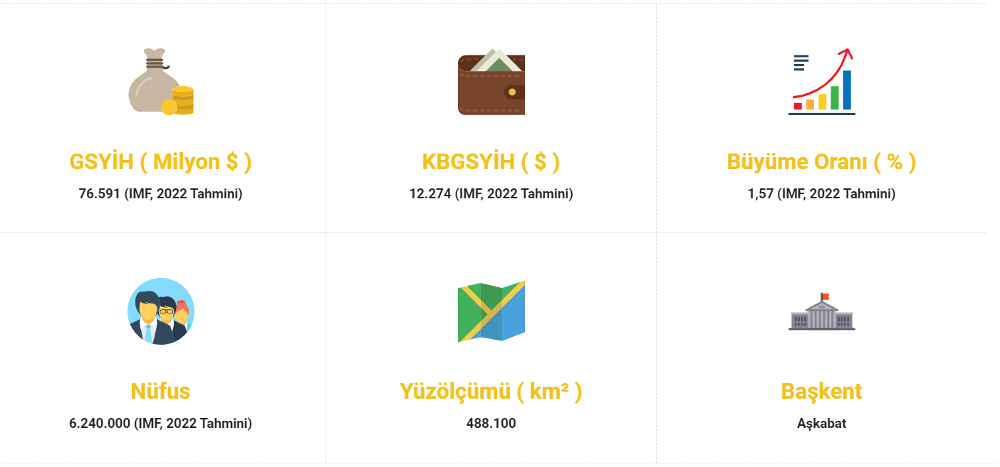 GSYİH ( Milyon $ )
76.591 (IMF, 2022 Tahmini)
KBGSYİH ( $ )
12.274 (IMF, 2022 Tahmini)
Büyüme Oranı ( % )
1,57 (IMF, 2022 Tahmini)
Nüfus
6.240.000 (IMF, 2022 Tahmini)
Yüzölçümü ( km² )
488.100
Başkent
Aşkabat